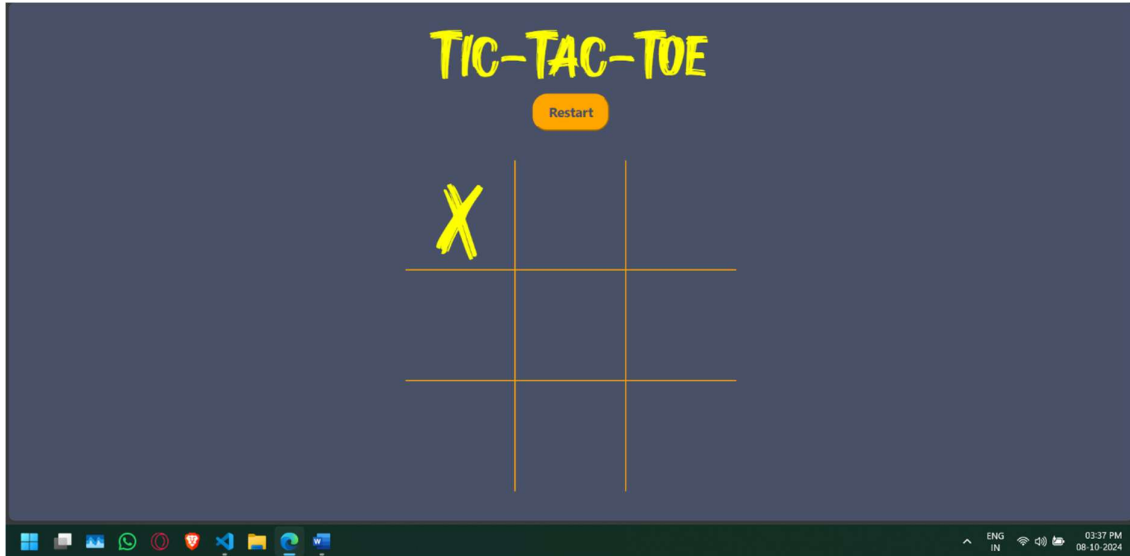 TIC-TAC-TOE
Restart
X
ENG
IN
03:37 PM
08-10-2024